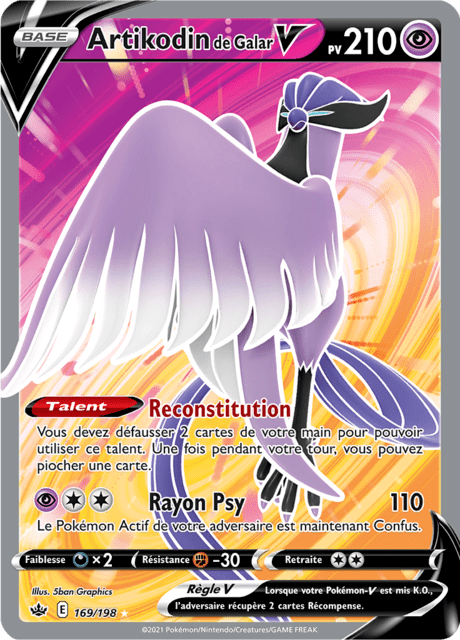 BASE Artikodin de Galar V PV 210
Talent Reconstitution
Vous devez défausser 2 cartes de votre main pour pouvoir
utiliser ce talent. Une fois pendant votre tour, vous pouvez
piocher une carte.
Rayon Psy 110
Le Pokémon Actif de votre adversaire est maintenant Confus.
Faiblesse ×2 Résistance -30 Retraite
Illus. 5ban Graphics
Règle V Lorsque votre Pokémon-V est mis K.O.,
l'adversaire récupère 2 cartes Récompense.
E 169/198
©2021 Pokémon/Nintendo/Creatures/GAME FREAK